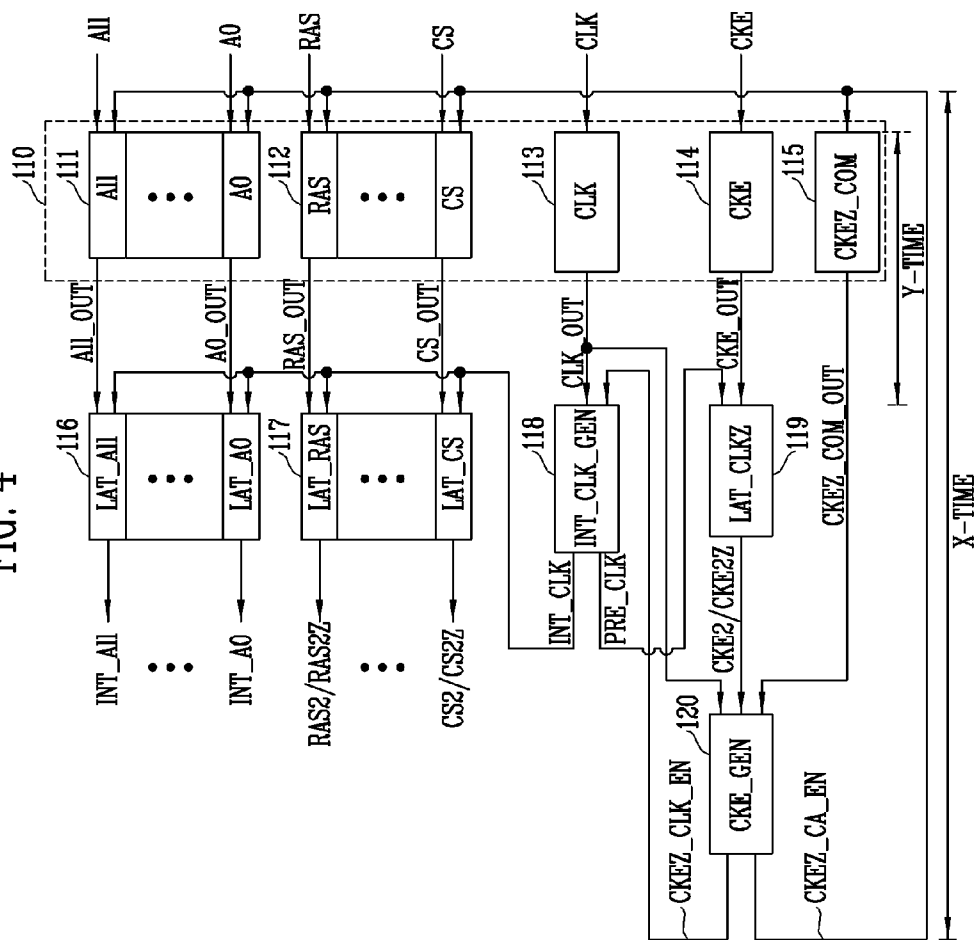 FIG. 4
110
A11
111
A11
A11_OUT
116
LAT_A11
INT_A11
A0
A0
A0_OUT
LAT_A0
INT_A0
RAS
112
RAS
RAS_OUT
117
LAT_RAS
RAS2/RAS2Z
CS
CS
CS_OUT
LAT_CS
CS2/CS2Z
CLK
113
CLK
CLK_OUT
118
INT_CLK_GEN
INT_CLK
PRE_CLK
CKE
114
CKE
CKE_OUT
LAT_CLKZ
119
CKE2/CKE2Z
120
CKE_GEN
CKEZ_CLK_EN
CKEZ_CA_EN
115
CKEZ_COM
CKEZ_COM_OUT
Y-TIME
X-TIME